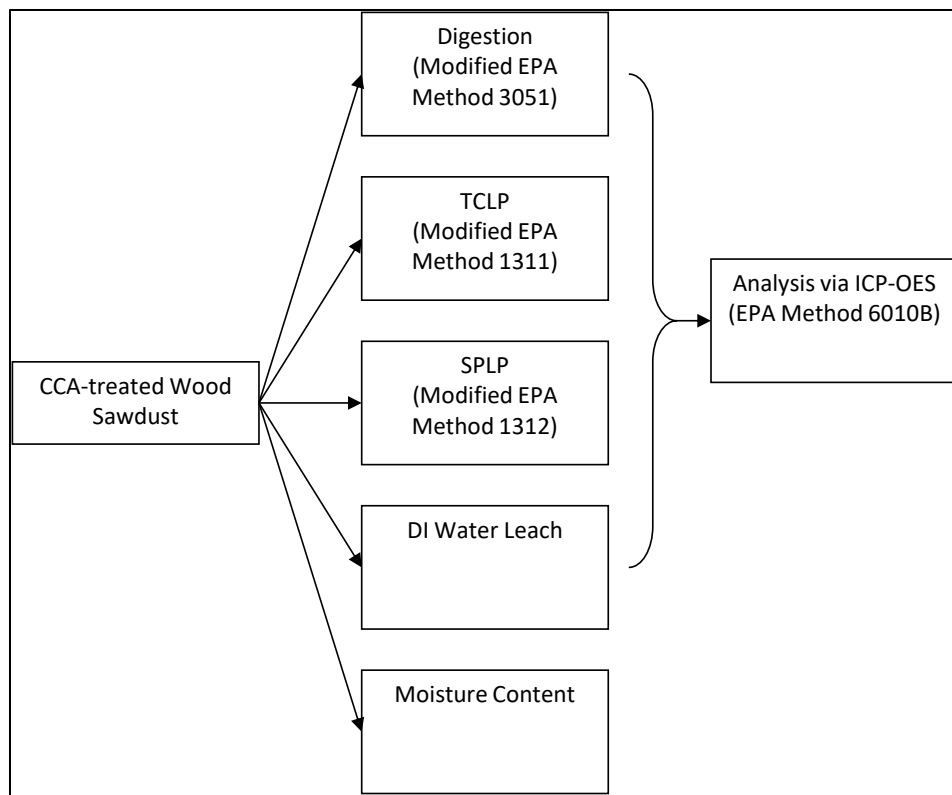 Digestion
(Modified EPA
Method 3051)
TCLP
(Modified EPA
Method 1311)
SPLP
(Modified EPA
Method 1312)
DI Water Leach
Moisture Content
CCA-treated Wood
Sawdust
Analysis via ICP-OES
(EPA Method 6010B)